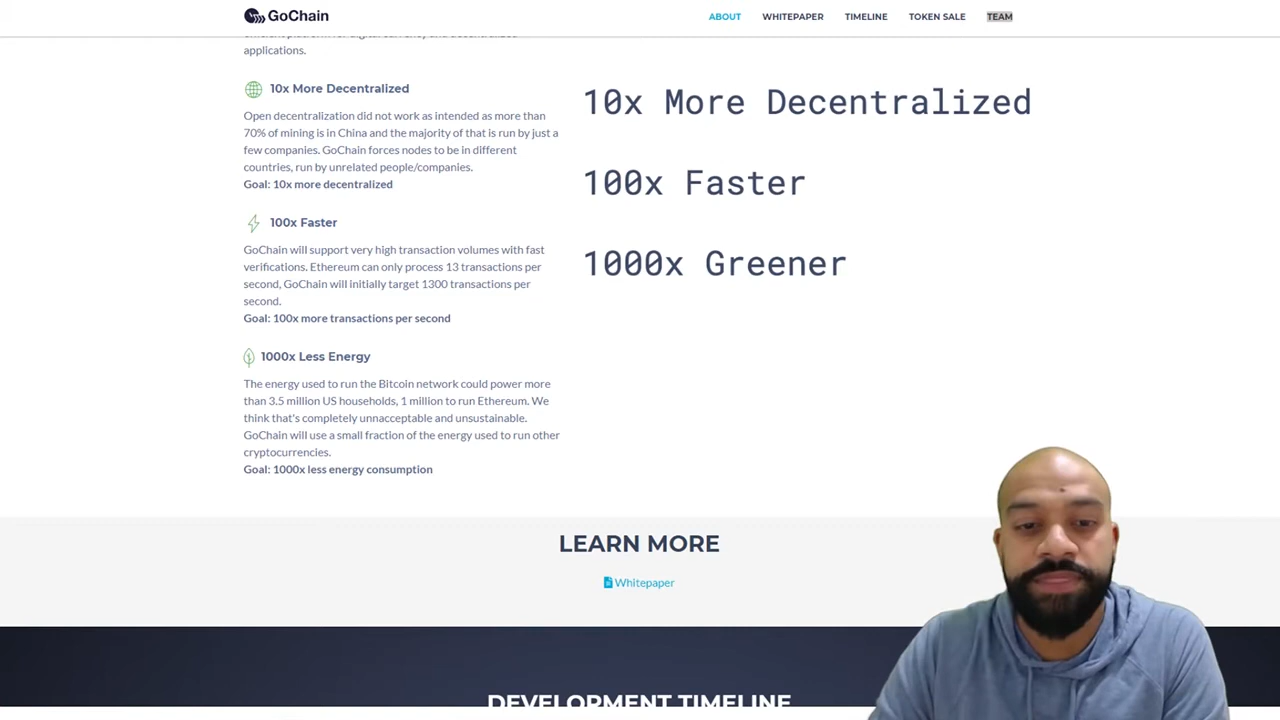 GoChain
ABOUT
WHITEPAPER
TIMELINE
TOKEN SALE
TEAM
applications.
10x More Decentralized
Open decentralization did not work as intended as more than
70% of mining is in China and the majority of that is run by just a
few companies. GoChain forces nodes to be in different
countries, run by unrelated people/companies.
Goal: 10x more decentralized
100x Faster
GoChain will support very high transaction volumes with fast
verifications. Ethereum can only process 13 transactions per
second, GoChain will initially target 1300 transactions per
second.
Goal: 100x more transactions per second
1000x Less Energy
The energy used to run the Bitcoin network could power more
than 3.5 million US households, 1 million to run Ethereum. We
think that's completely unnacceptable and unsustainable.
GoChain will use a small fraction of the energy used to run other
cryptocurrencies.
Goal: 1000x less energy consumption
10x More Decentralized
100x Faster
1000x Greener
LEARN MORE
Whitepaper
DEVELOPMENT TIMELINE